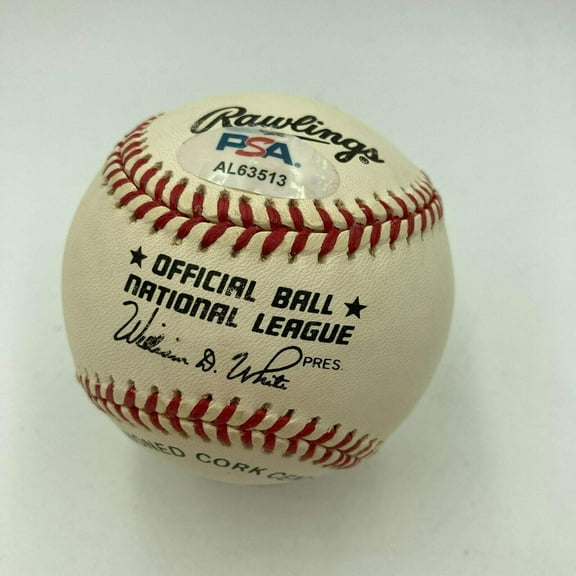 Rawlings®
PSA.
AL63513
★ OFFICIAL BALL ★
NATIONAL LEAGUE
William D. White PRES.
CORK